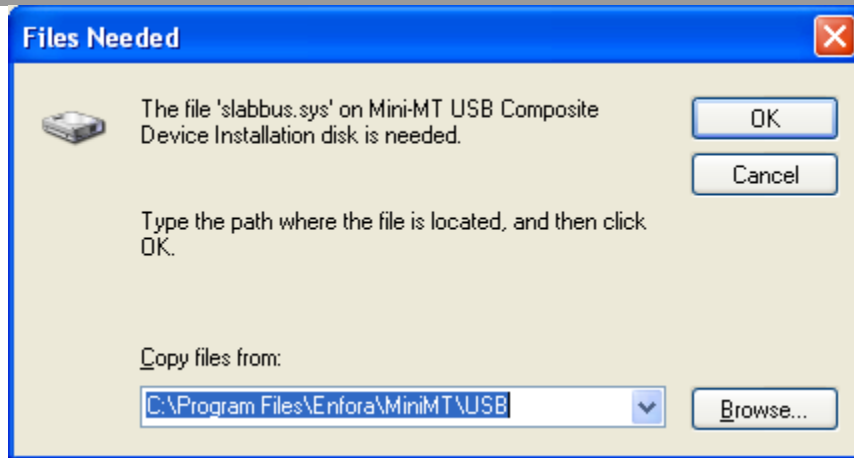 Files Needed
The file 'slabbus.sys' on Mini-MT USB Composite
Device Installation disk is needed.
OK
Cancel
Type the path where the file is located, and then click
OK.
Copy files from:
C:\Program Files\Enfora\MiniMT\USB
Browse...